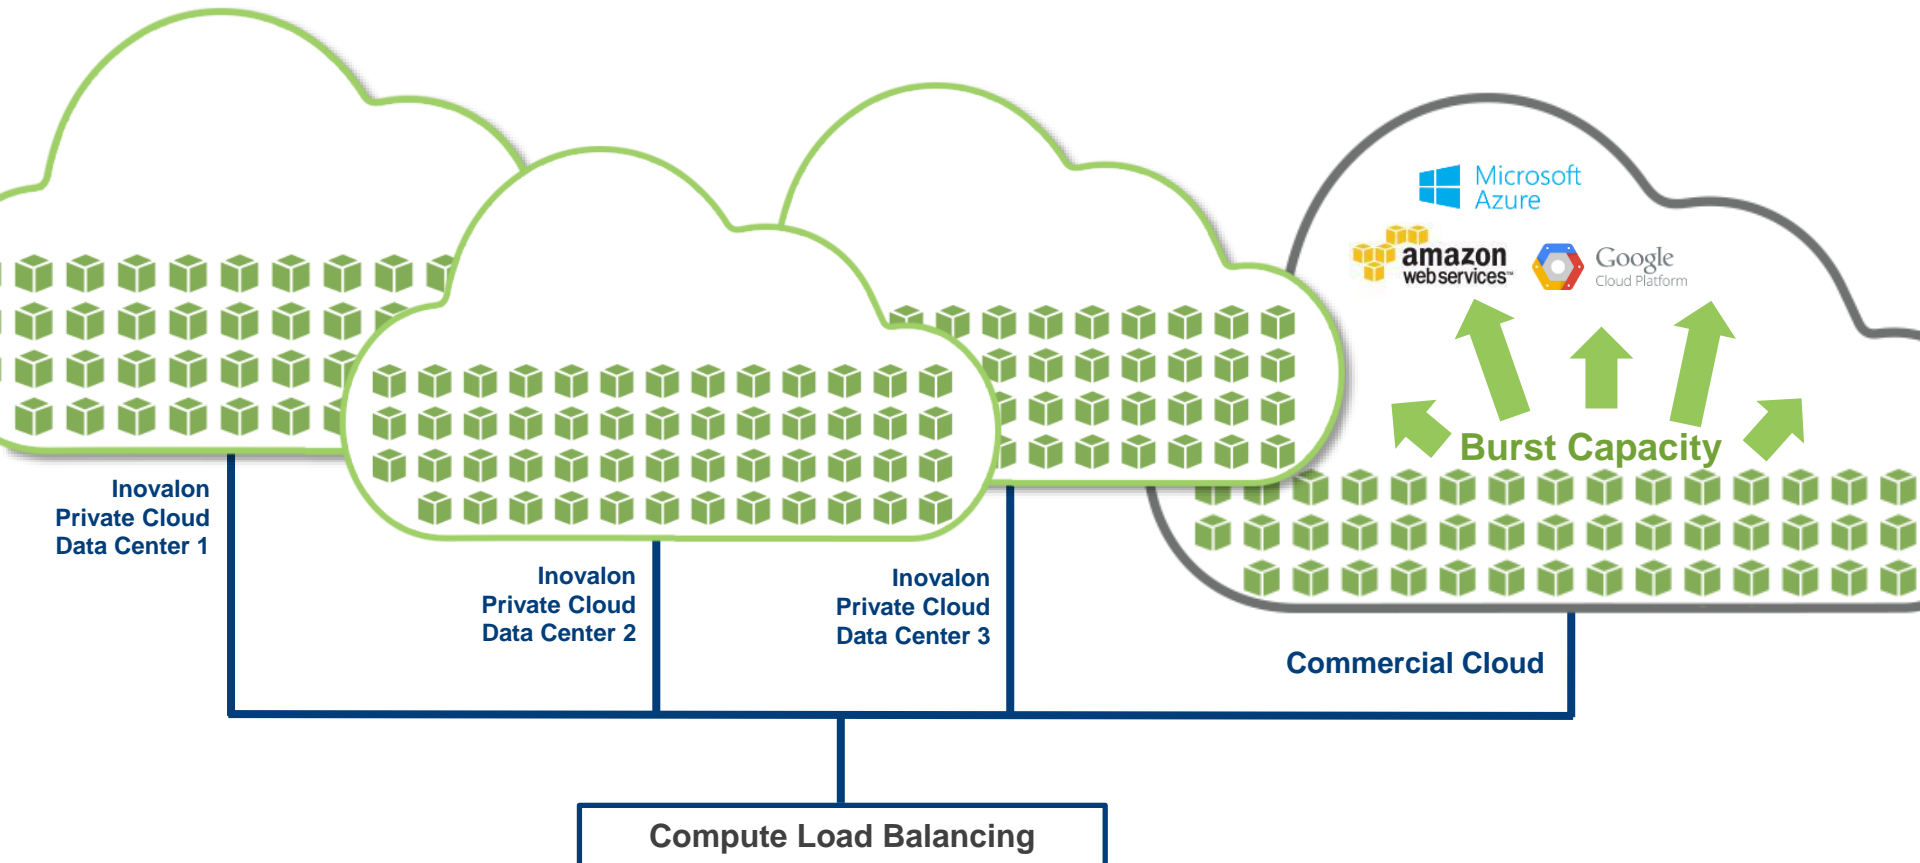 Microsoft
Azure
amazon
webservices™
Google
Cloud Platform
Burst Capacity
Inovalon
Private Cloud
Data Center 1
Inovalon
Private Cloud
Data Center 2
Inovalon
Private Cloud
Data Center 3
Commercial Cloud
Compute Load Balancing